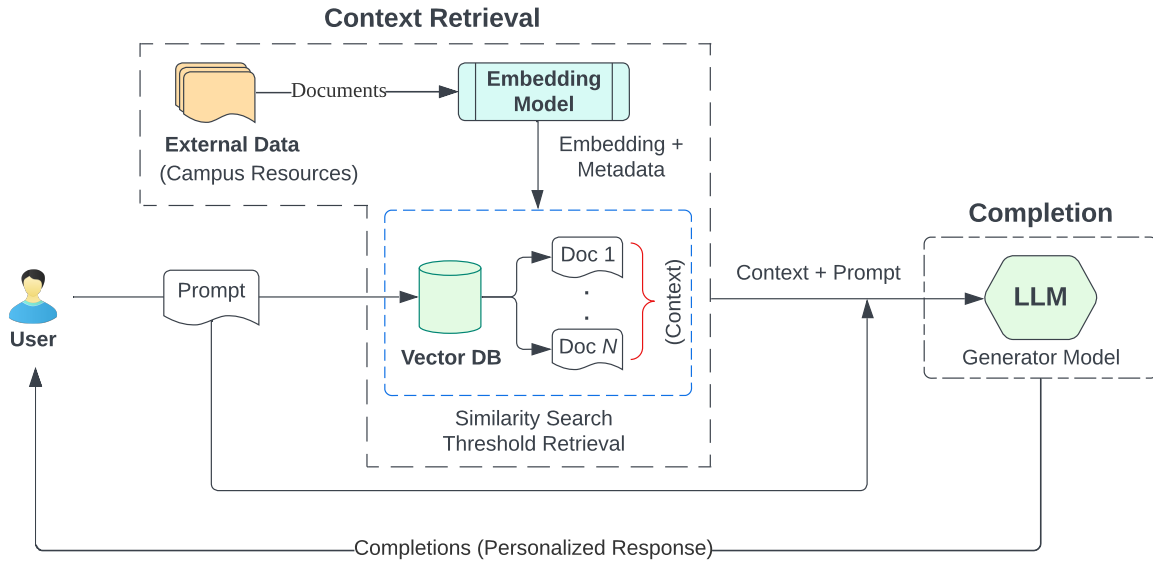 Context Retrieval
Documents
Embedding
Model
External Data
(Campus Resources)
Embedding +
Metadata
Completion
Doc 1
(Context)
Context + Prompt
Prompt
LLM
User
Vector DB
Doc N
Generator Model
Similarity Search
Threshold Retrieval
Completions (Personalized Response)